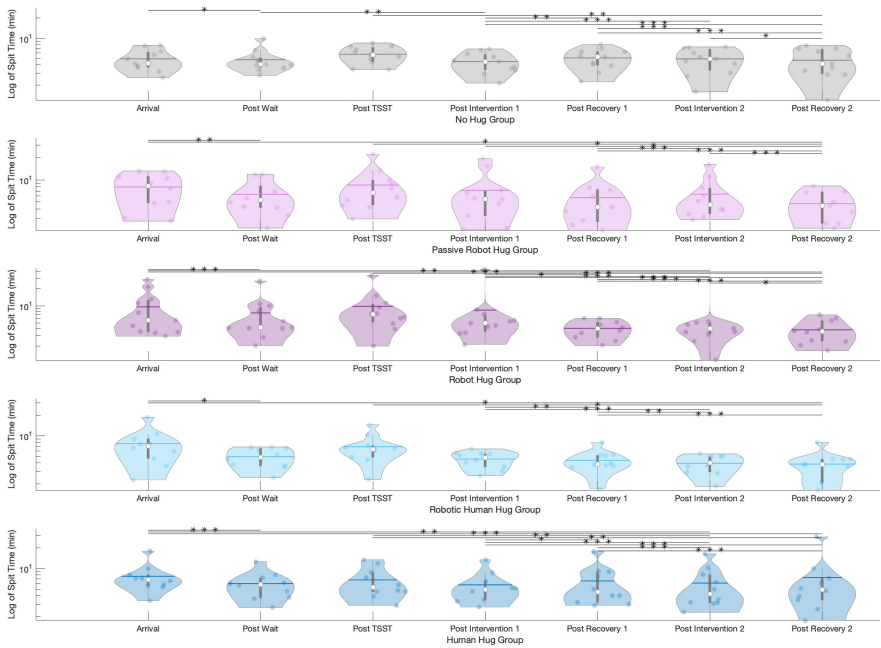 Log of Spit Time (min)
10¹
Arrival Post Wait Post TSST Post Intervention 1 Post Recovery 1 Post Intervention 2 Post Recovery 2
No Hug Group
Log of Spit Time (min)
10¹
Arrival Post Wait Post TSST Post Intervention 1 Post Recovery 1 Post Intervention 2 Post Recovery 2
Passive Robot Hug Group
Log of Spit Time (min)
10¹
Arrival Post Wait Post TSST Post Intervention 1 Post Recovery 1 Post Intervention 2 Post Recovery 2
Robot Hug Group
Log of Spit Time (min)
10¹
Arrival Post Wait Post TSST Post Intervention 1 Post Recovery 1 Post Intervention 2 Post Recovery 2
Robotic Human Hug Group
Log of Spit Time (min)
10¹
Arrival Post Wait Post TSST Post Intervention 1 Post Recovery 1 Post Intervention 2 Post Recovery 2
Human Hug Group